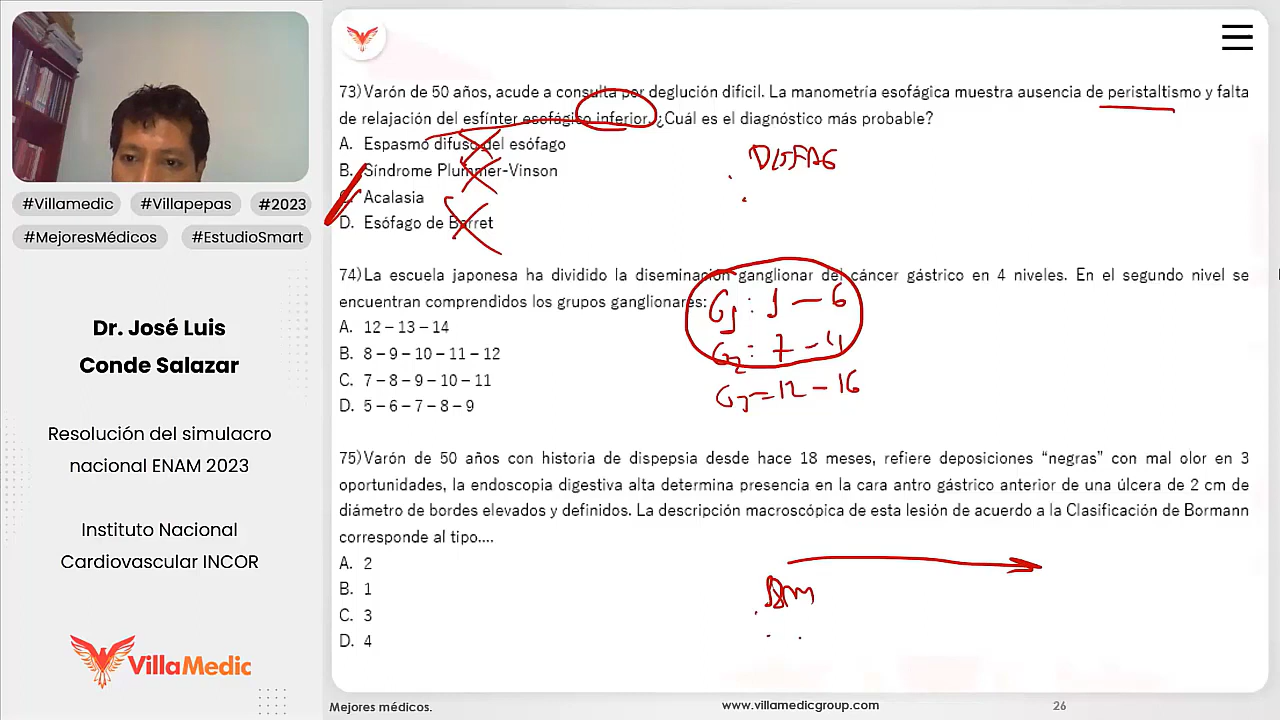 #Villamedic #Villapepas #2023
#MejoresMédicos #EstudioSmart
Dr. José Luis
Conde Salazar
Resolución del simulacro
nacional ENAM 2023
Instituto Nacional
Cardiovascular INCOR
VillaMedic
73) Varón de 50 años, acude a consulta por deglución difícil. La manometría esofágica muestra ausencia de peristaltismo y falta
de relajación del esfínter esofágico inferior. ¿Cuál es el diagnóstico más probable?
A. Espasmo difuso del esófago
B. Síndrome Plummer-Vinson
C. Acalasia
D. Esófago de Barret
DISFAG
74) La escuela japonesa ha dividido la diseminación ganglionar del cáncer gástrico en 4 niveles. En el segundo nivel se
encuentran comprendidos los grupos ganglionares:
A. 12 – 13 – 14
B. 8 – 9 – 10 – 11 – 12
C. 7 – 8 – 9 – 10 – 11
D. 5 – 6 – 7 – 8 – 9
G1: 1 – 6
G2: 7 – 11
G3 = 12 – 16
75) Varón de 50 años con historia de dispepsia desde hace 18 meses, refiere deposiciones “negras” con mal olor en 3
oportunidades, la endoscopia digestiva alta determina presencia en la cara antro gástrico anterior de una úlcera de 2 cm de
diámetro de bordes elevados y definidos. La descripción macroscópica de esta lesión de acuerdo a la Clasificación de Bormann
corresponde al tipo....
A. 2
B. 1
C. 3
D. 4
Mejores médicos.
www.villamedicgroup.com
26